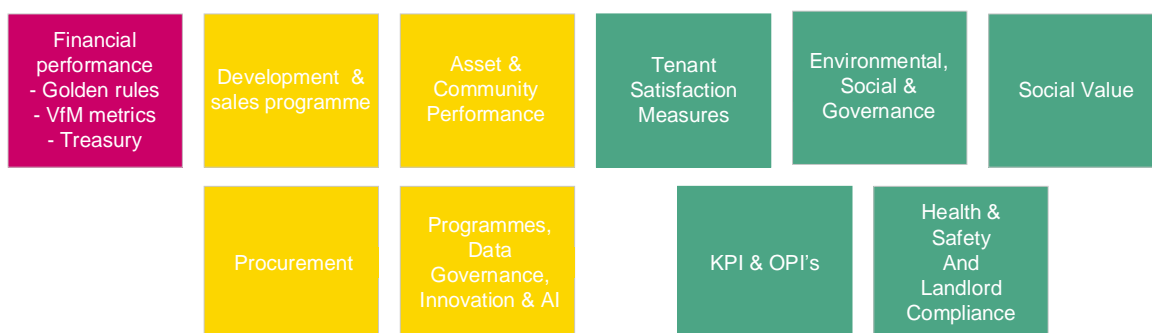 Financial
performance
- Golden rules
- VfM metrics
- Treasury
Development & 
sales programme
Asset &
Community
Performance
Tenant
Satisfaction
Measures
Environmental,
Social &
Governance
Social Value
Procurement
Programmes,
Data
Governance,
Innovation & AI
KPI & OPI's
Health &
Safety
And
Landlord
Compliance